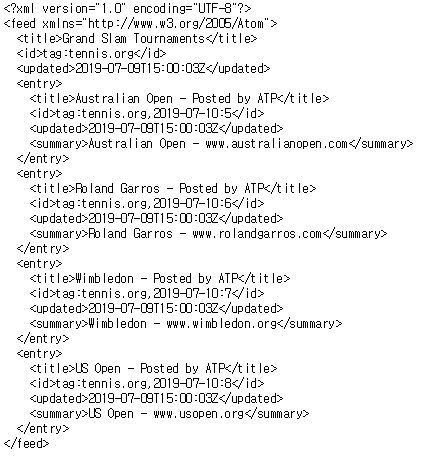 <?xml version="1.0" encoding="UTF-8"?>
<feed xmlns="http://www.w3.org/2005/Atom">
  <title>Grand Slam Tournaments</title>
  <id>tag:tennis.org</id>
  <updated>2019-07-09T15:00:03Z</updated>
  <entry>
    <title>Australian Open - Posted by ATP</title>
    <id>tag:tennis.org,2019-07-10:5</id>
    <updated>2019-07-09T15:00:03Z</updated>
    <summary>Australian Open - www.australianopen.com</summary>
  </entry>
  <entry>
    <title>Roland Garros - Posted by ATP</title>
    <id>tag:tennis.org,2019-07-10:6</id>
    <updated>2019-07-09T15:00:03Z</updated>
    <summary>Roland Garros - www.rolandgarros.com</summary>
  </entry>
  <entry>
    <title>Wimbledon - Posted by ATP</title>
    <id>tag:tennis.org,2019-07-10:7</id>
    <updated>2019-07-09T15:00:03Z</updated>
    <summary>Wimbledon - www.wimbledon.org</summary>
  </entry>
  <entry>
    <title>US Open - Posted by ATP</title>
    <id>tag:tennis.org,2019-07-10:8</id>
    <updated>2019-07-09T15:00:03Z</updated>
    <summary>US Open - www.usopen.org</summary>
  </entry>
</feed>